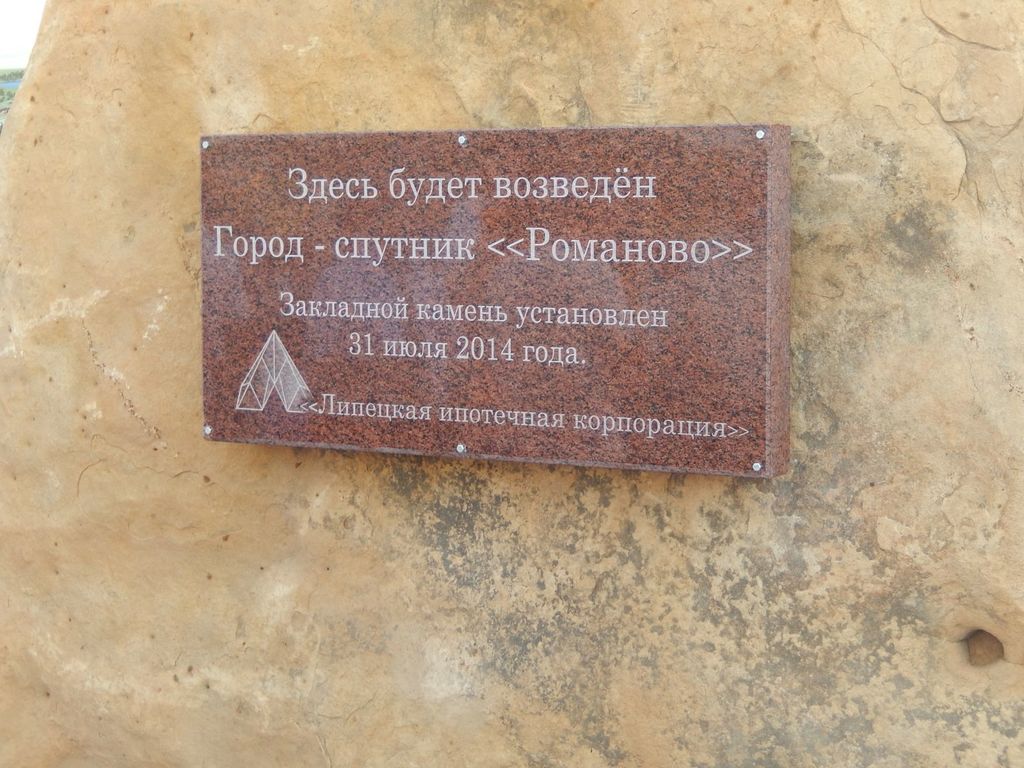 Здесь будет возведён
Город - спутник <<Романово>>
Закладной камень установлен
31 июля 2014 года.
<<Липецкая ипотечная корпорация>>